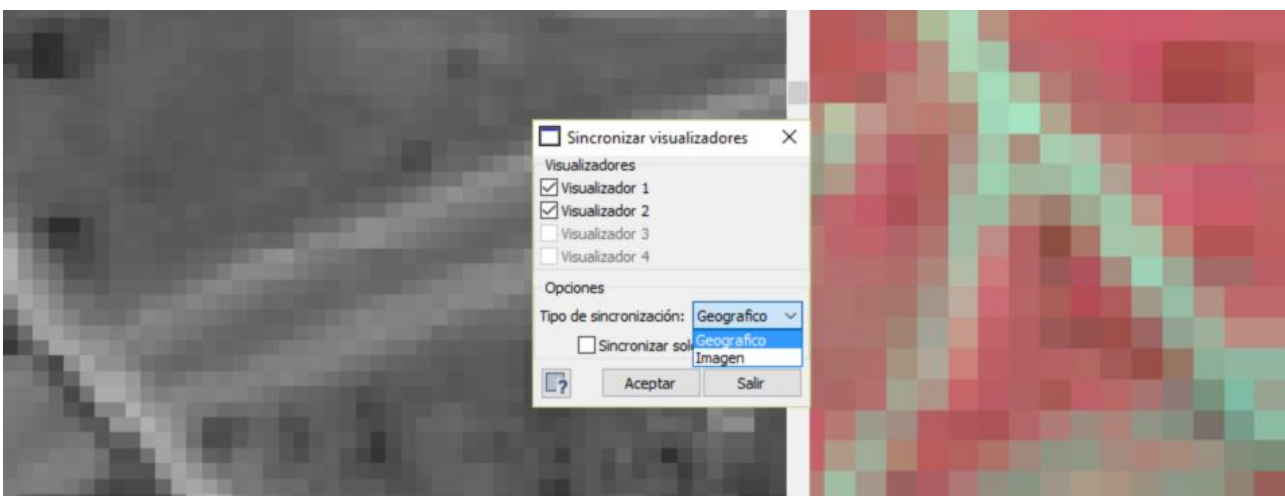 Sincronizar visualizadores
Visualizadores
Visualizador 1
Visualizador 2
Visualizador 3
Visualizador 4
Opciones
Tipo de sincronización: Geografico
Geografico
Sincronizar
Imagen
Aceptar Salir